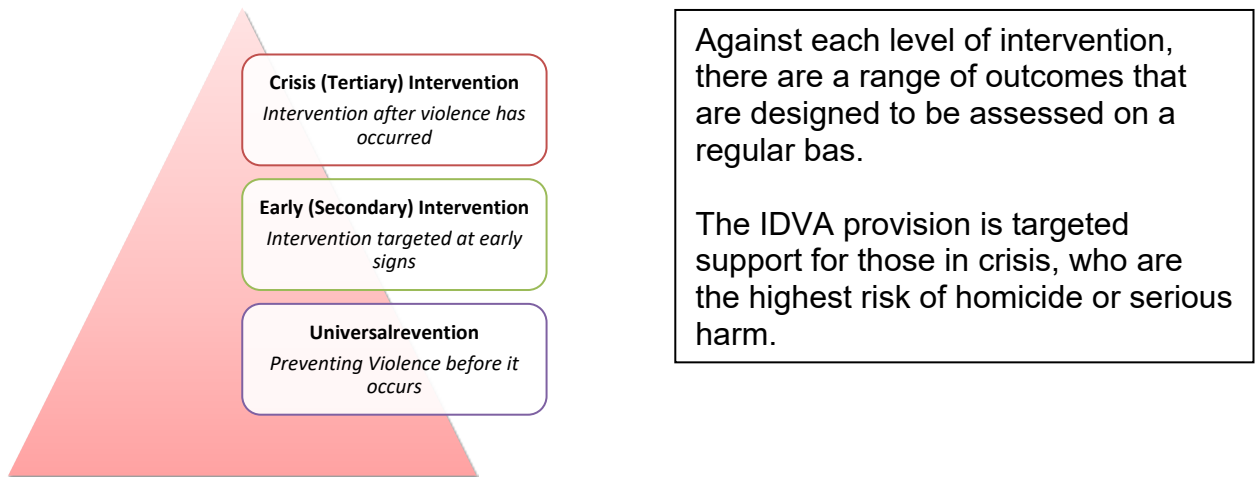 Crisis (Tertiary) Intervention
Intervention after violence has
occurred
Early (Secondary) Intervention
Intervention targeted at early
signs
Universalrevention
Preventing Violence before it
occurs
Against each level of intervention,
there are a range of outcomes that
are designed to be assessed on a
regular bas.
The IDVA provision is targeted
support for those in crisis, who are
the highest risk of homicide or serious
harm.